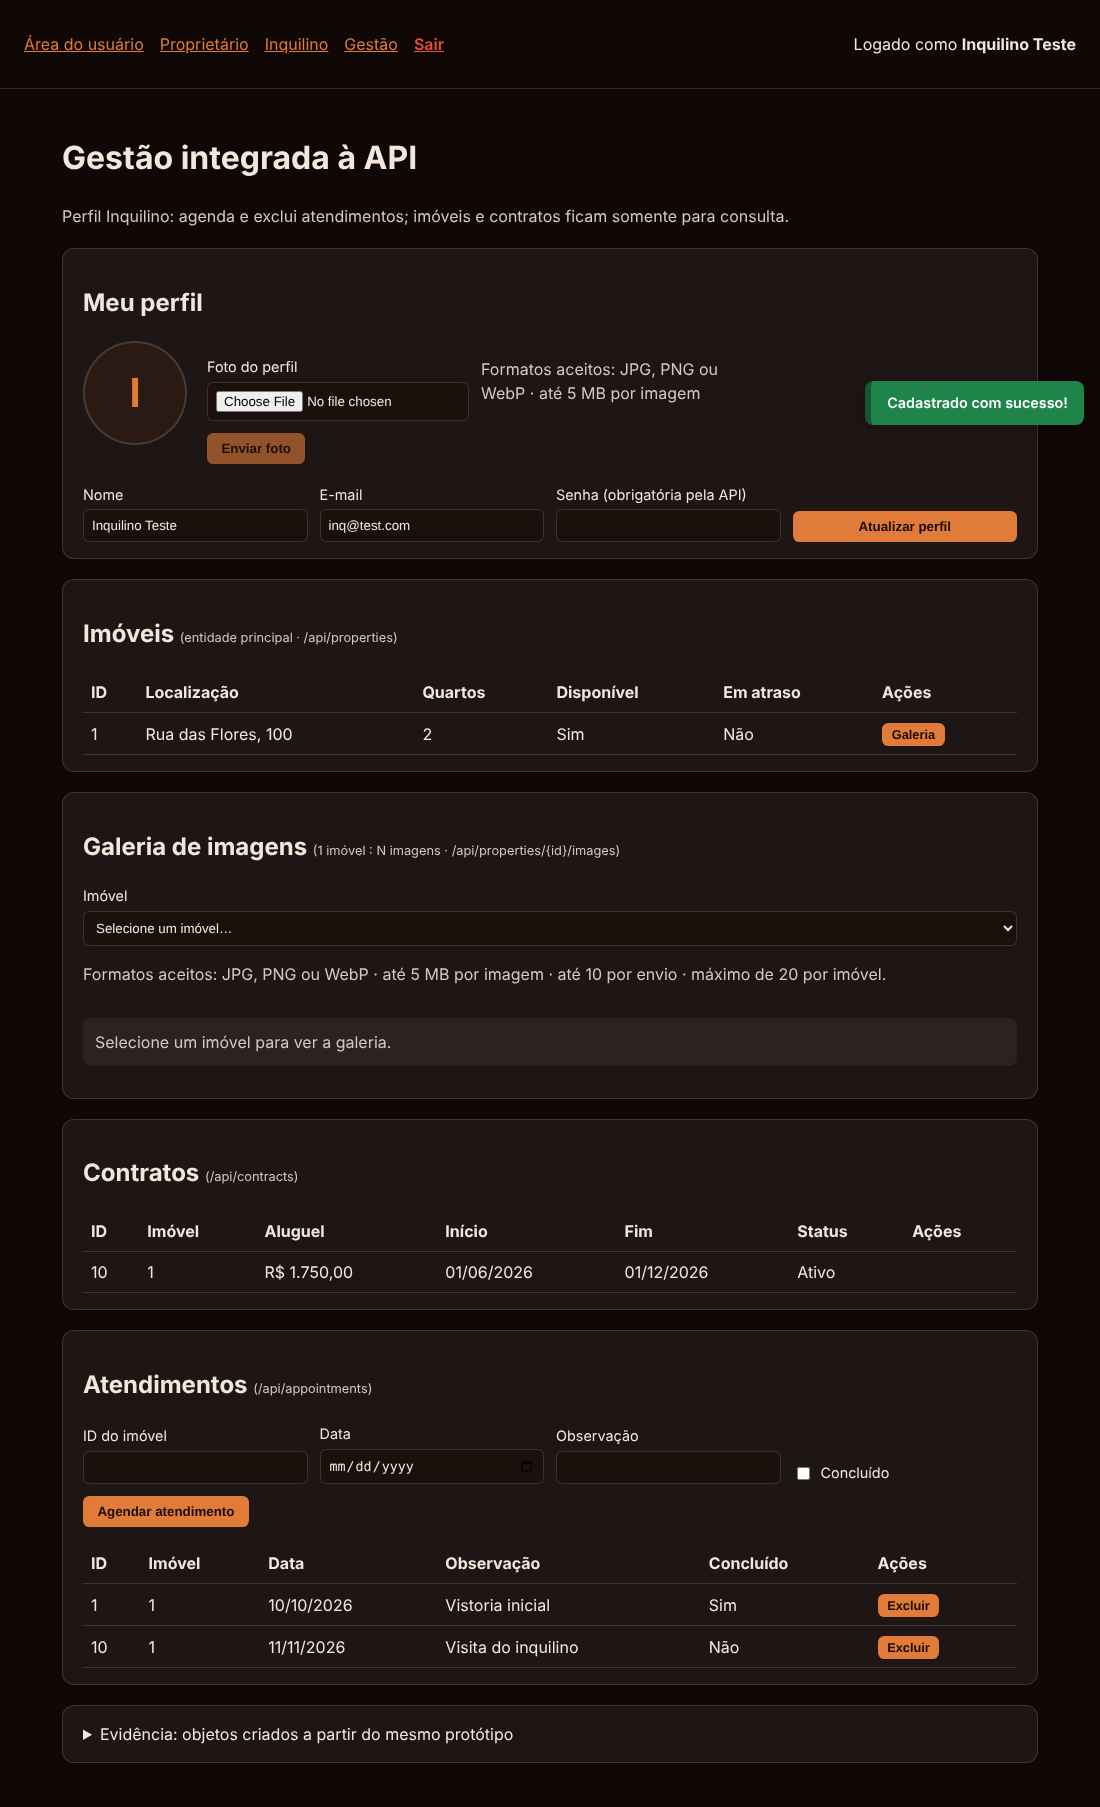 Área do usuário Proprietário Inquilino Gestão Sair Logado como Inquilino Teste
Gestão integrada à API
Perfil Inquilino: agenda e exclui atendimentos; imóveis e contratos ficam somente para consulta.
Meu perfil
I
Foto do perfil
Choose File No file chosen
Enviar foto
Formatos aceitos: JPG, PNG ou
WebP · até 5 MB por imagem
Cadastrado com sucesso!
Nome E-mail Senha (obrigatória pela API)
Inquilino Teste inq@test.com Atualizar perfil
Imóveis (entidade principal · /api/properties)
ID Localização Quartos Disponível Em atraso Ações
1 Rua das Flores, 100 2 Sim Não Galeria
Galeria de imagens (1 imóvel : N imagens · /api/properties/{id}/images)
Imóvel
Selecione um imóvel...
Formatos aceitos: JPG, PNG ou WebP · até 5 MB por imagem · até 10 por envio · máximo de 20 por imóvel.
Selecione um imóvel para ver a galeria.
Contratos (/api/contracts)
ID Imóvel Aluguel Início Fim Status Ações
10 1 R$ 1.750,00 01/06/2026 01/12/2026 Ativo
Atendimentos (/api/appointments)
ID do imóvel Data Observação
mm/dd/yyyy Concluído
Agendar atendimento
ID Imóvel Data Observação Concluído Ações
1 1 10/10/2026 Vistoria inicial Sim Excluir
10 1 11/11/2026 Visita do inquilino Não Excluir
Evidência: objetos criados a partir do mesmo protótipo